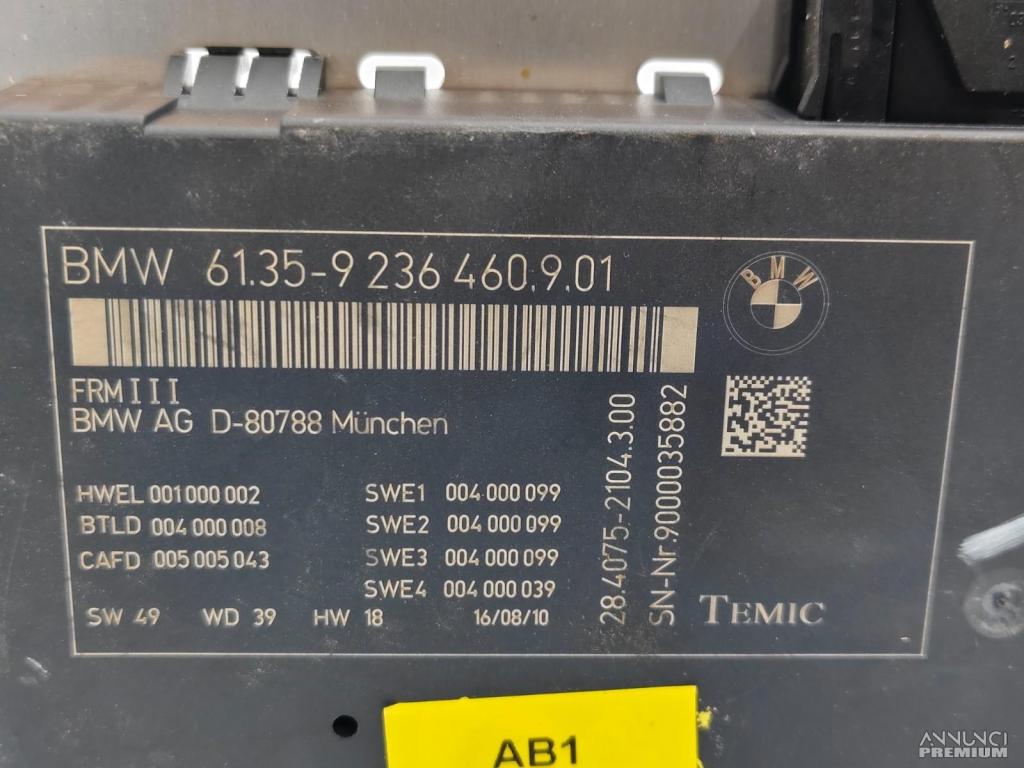 BMW 61.35-9 236 460.9.01
BMW
FRMIII
BMW AG D-80788 München
HWEL 001 000 002
BTLD 004 000 008
CAFD 005 005 043
SWE1 004 000 099
SWE2 004 000 099
SWE3 004 000 099
SWE4 004 000 039
SW 49 WD 39 HW 18 16/08/10
28.4075-2104.3.00
SN-Nr.90000035882
TEMIC
AB1
ANNUNCI
PREMIUM